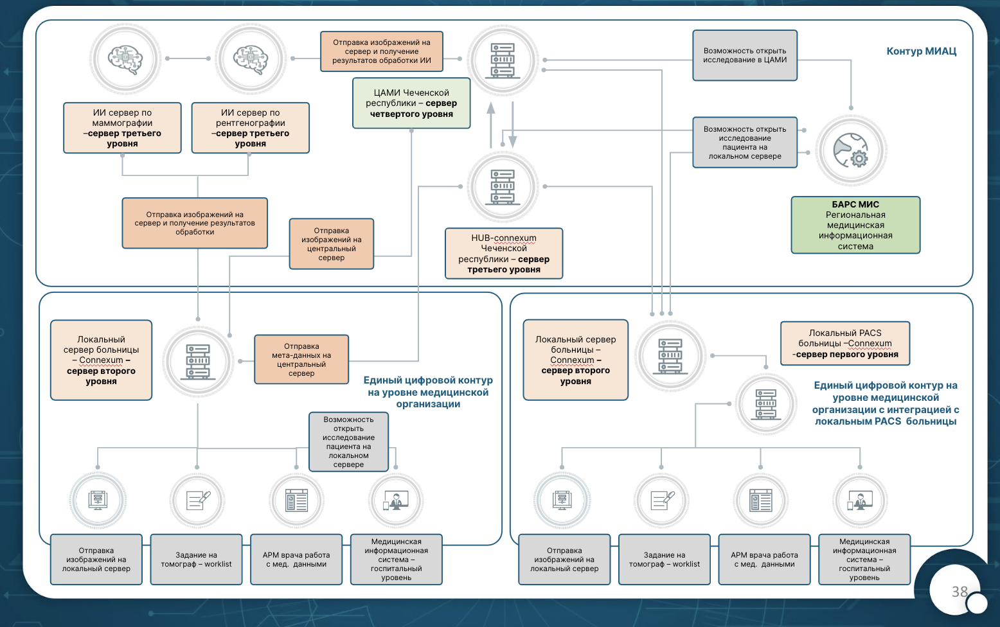 Отправка изображений на
сервер и получение
результатов обработки ИИ
Возможность открыть
исследование в ЦАМИ
Контур МИАЦ
ЦАМИ Чеченской
республики – сервер
четвертого уровня
ИИ сервер по
маммографии
–сервер третьего
уровня
ИИ сервер по
рентгенографии
–сервер третьего
уровня
Возможность открыть
исследование
пациента на
локальном сервере
Отправка изображений на
сервер и получение результатов
обработки
Отправка
изображений на
центральный
сервер
HUB-connexum
Чеченской
республики – сервер
третьего уровня
БАРС МИС
Региональная
медицинская
информационная
система
Локальный
сервер больницы
– Connexum –
сервер второго
уровня
Отправка
мета-данных на
центральный
сервер
Единый цифровой контур
на уровне медицинской
организации
Возможность
открыть
исследование
пациента на
локальном
сервере
Локальный сервер
больницы –
Connexum –
сервер второго
уровня
Локальный PACS
больницы –Connexum
-сервер первого уровня
Единый цифровой контур на
уровне медицинской
организации с интеграцией с
локальным PACS больницы
Отправка
изображений на
локальный сервер
Задание на
томограф – worklist
АРМ врача работа
с мед. данными
Медицинская
информационная
система –
госпитальный
уровень
Отправка
изображений на
локальный сервер
Задание на
томограф – worklist
АРМ врача работа
с мед. данными
Медицинская
информационная
система –
госпитальный
уровень
38